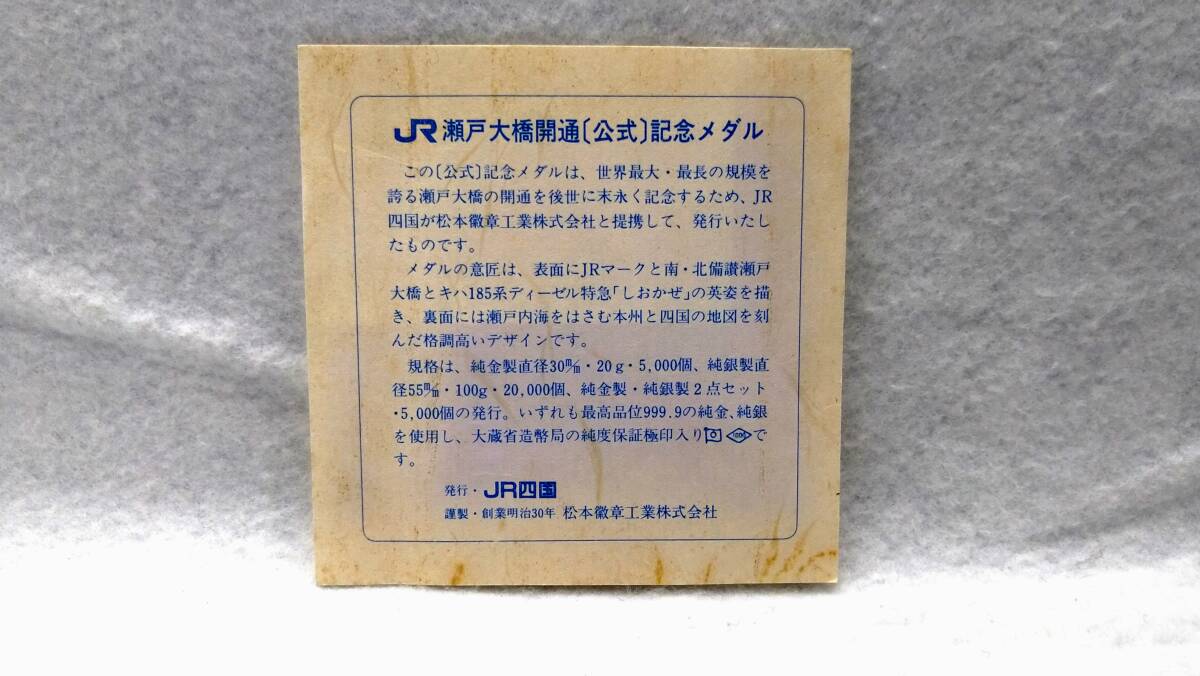 JR 瀬戸大橋開通〔公式〕記念メダル
この〔公式〕記念メダルは、世界最大・最長の規模を
誇る瀬戸大橋の開通を後世に末永く記念するため、JR
四国が松本徽章工業株式会社と提携して、発行いたし
たものです。
メダルの意匠は、表面にJRマークと南・北備讃瀬戸
大橋とキハ185系ディーゼル特急「しおかぜ」の英姿を描
き、裏面には瀬戸内海をはさむ本州と四国の地図を刻
んだ格調高いデザインです。
規格は、純金製直径30m/m・20g・5,000個、純銀製直
径55m/m・100g・20,000個、純金製・純銀製2点セット
・5,000個の発行。いずれも最高品位999.9の純金、純銀
を使用し、大蔵省造幣局の純度保証極印入りで
す。
発行・JR四国
謹製・創業明治30年 松本徽章工業株式会社